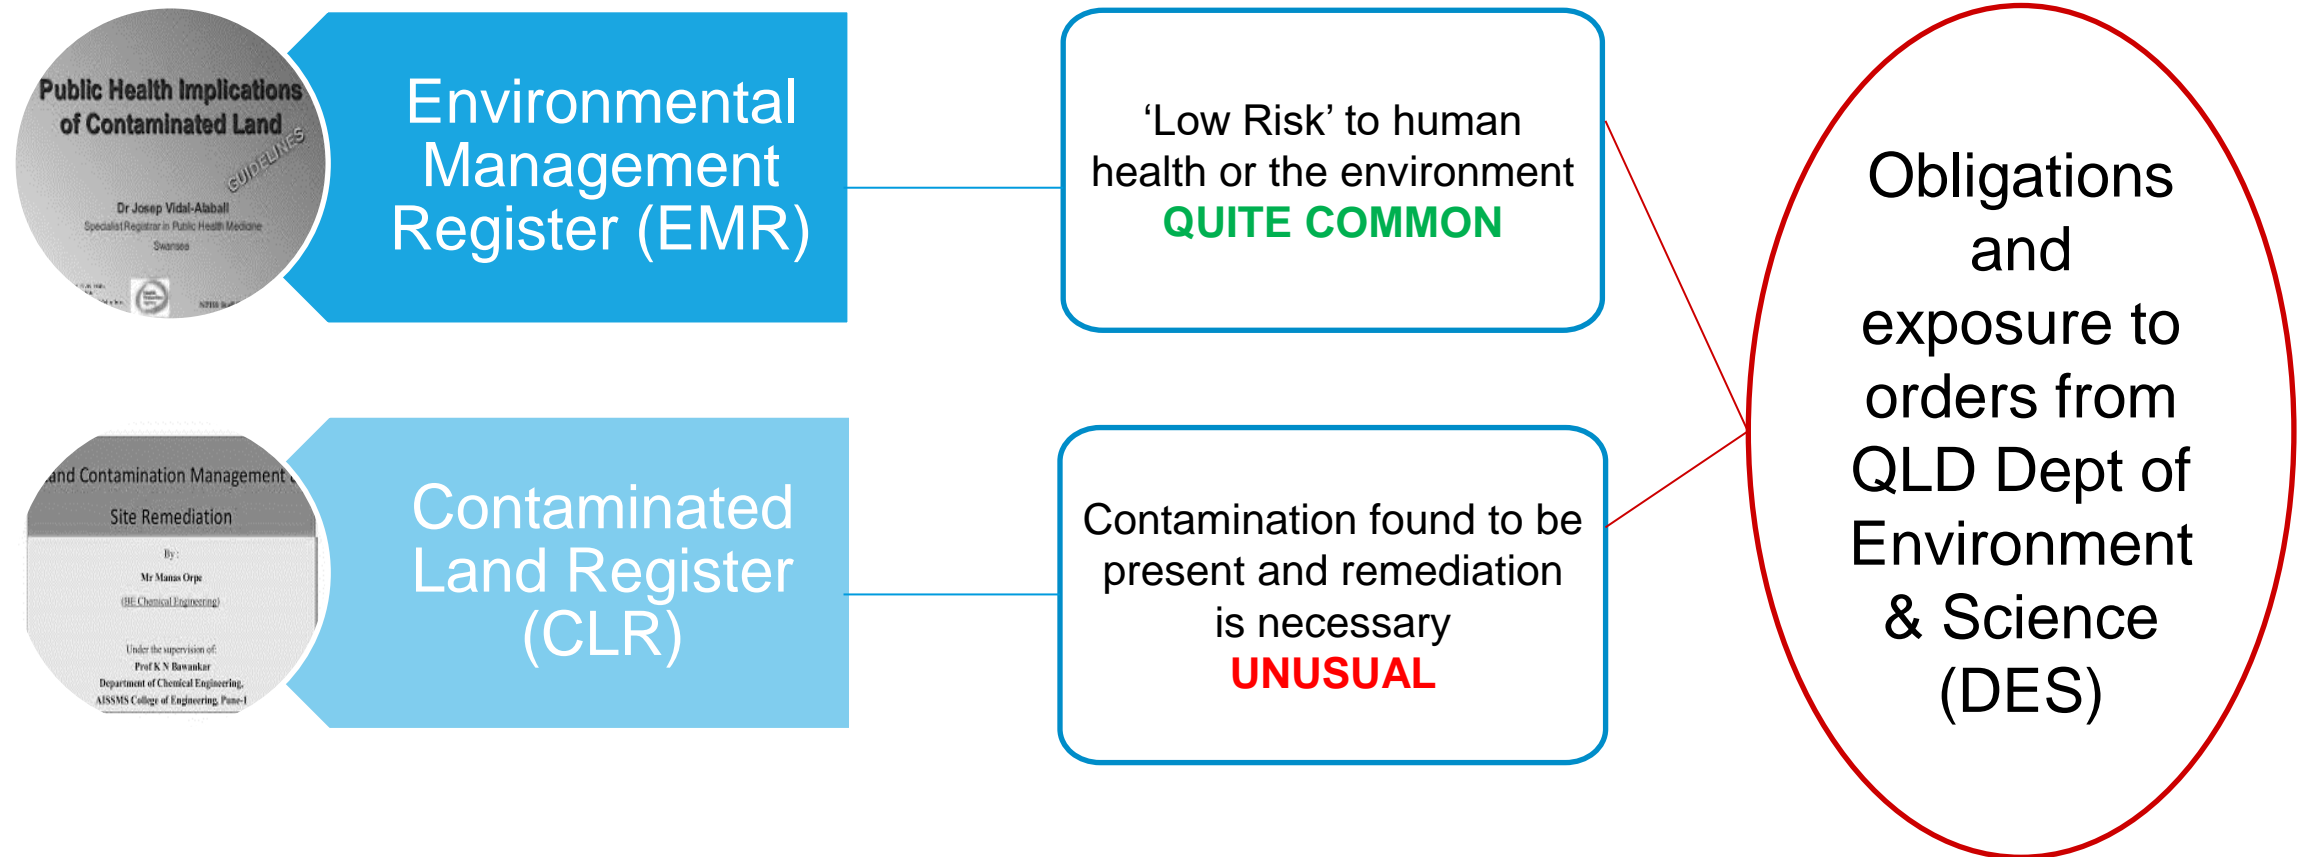 Public Health Implications
of Contaminated Land
GUIDELINES
Dr Josep Vidal-Alaball
Specialist Registrar in Public Health Medicine
Swansea
Environmental
Management
Register (EMR)
‘Low Risk’ to human
health or the environment
QUITE COMMON
and Contamination Management
Site Remediation
By :
Mr Manas Orpe
(BE Chemical Engineering)
Under the supervision of:
Prof K N Bawankar
Department of Chemical Engineering,
AISSMS College of Engineering, Pune-1
Contaminated
Land Register
(CLR)
Contamination found to be
present and remediation
is necessary
UNUSUAL
Obligations
and
exposure to
orders from
QLD Dept of
Environment
& Science
(DES)